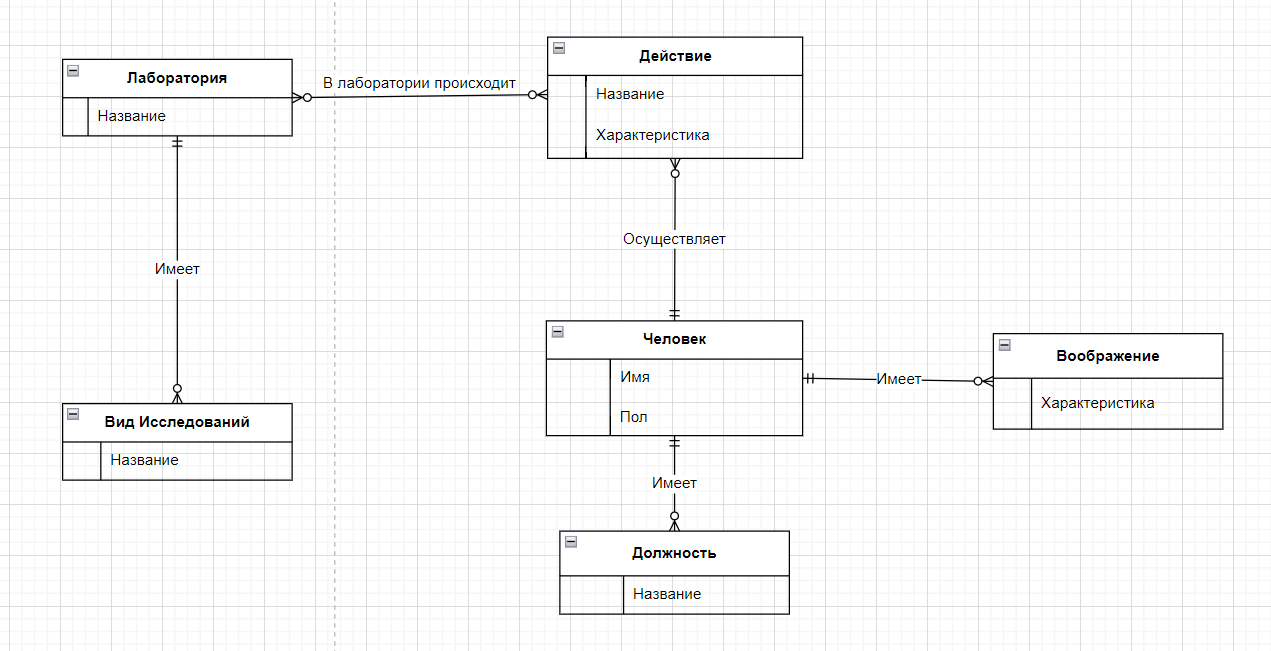 Лаборатория
Название
В лаборатории происходит
Действие
Название
Характеристика
Осуществляет
Имеет
Человек
Имя
Пол
Имеет
Воображение
Характеристика
Вид Исследований
Название
Имеет
Должность
Название